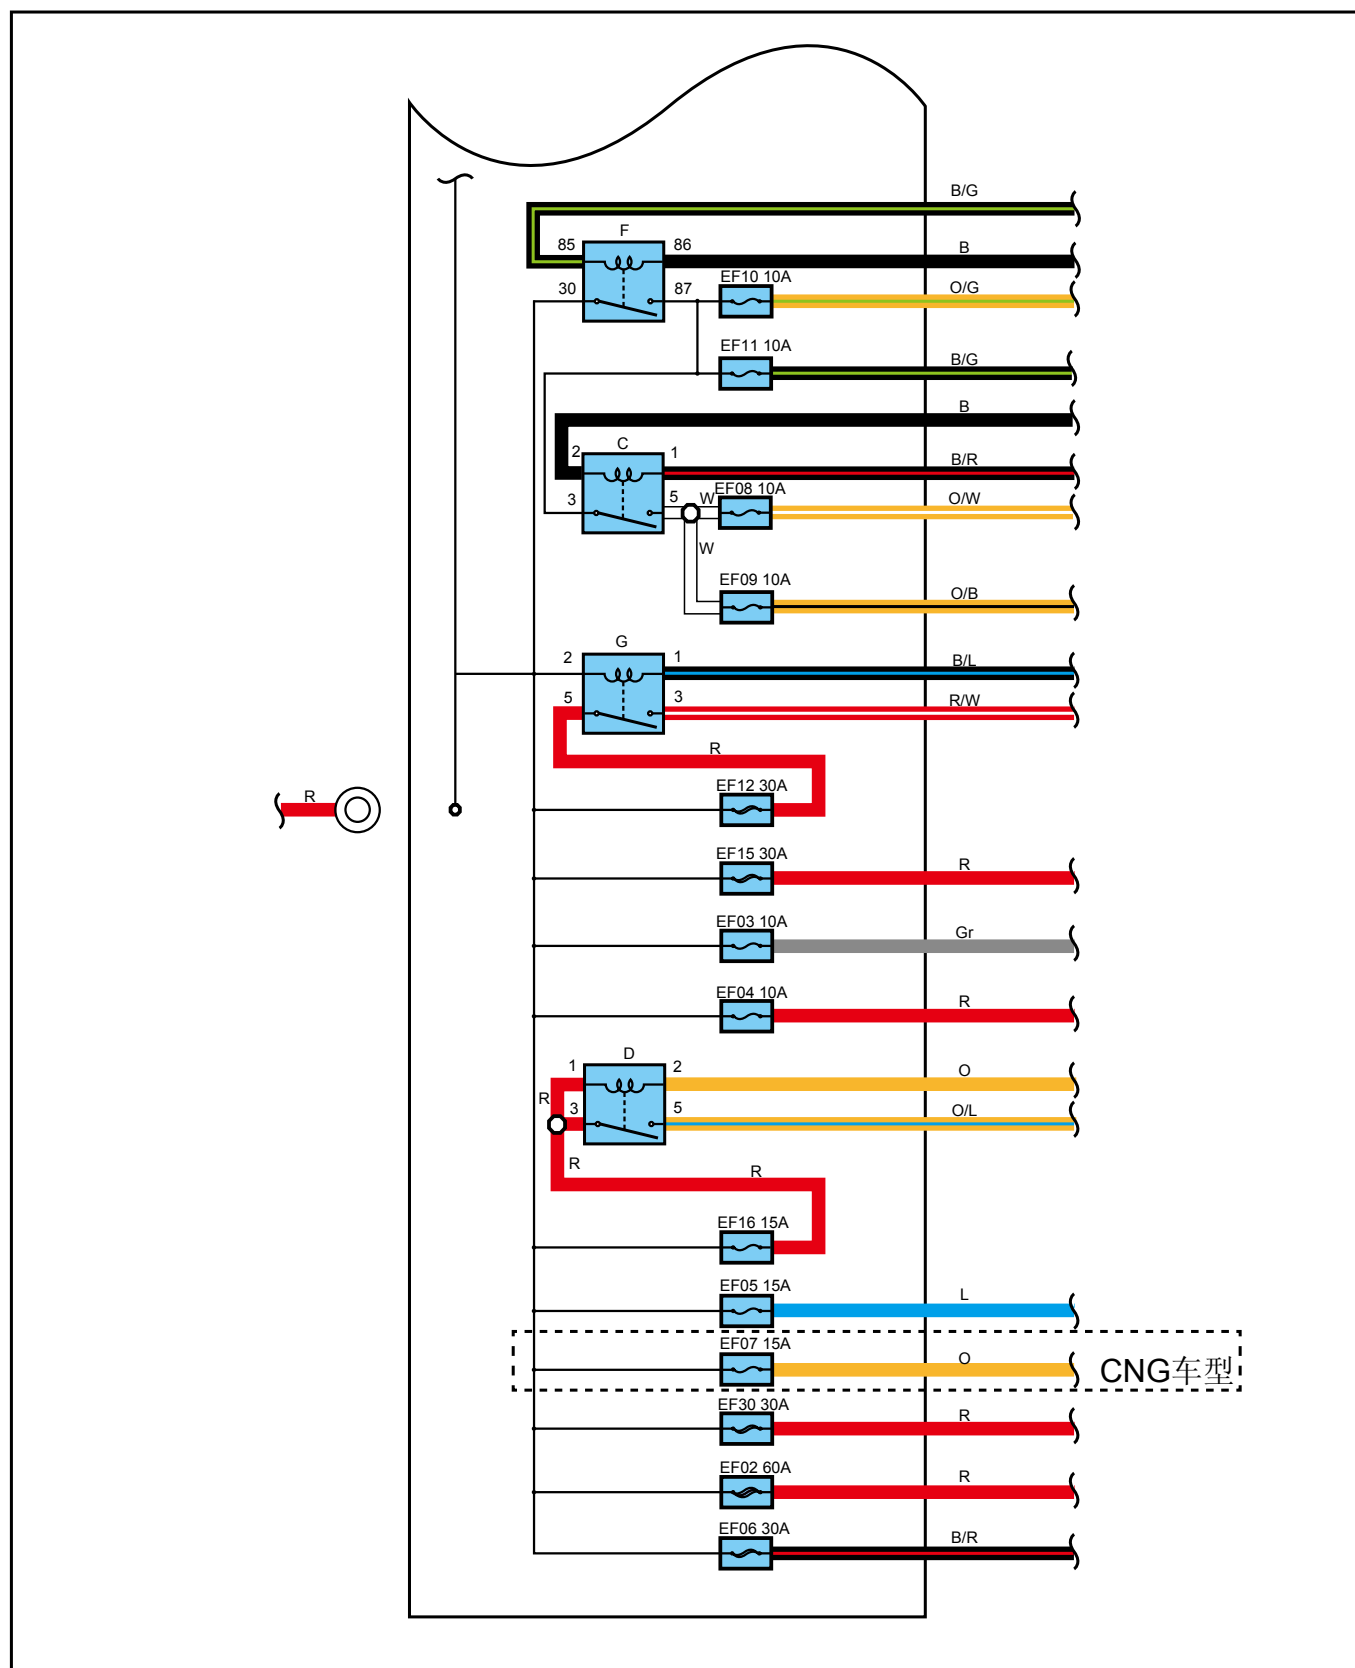 B/G
F
85
86
B
EF10 10A
30
87
O/G
EF11 10A
B/G
B
C
2
1
B/R
EF08 10A
3
5
W
O/W
W
EF09 10A
O/B
G
2
1
B/L
5
3
R/W
R
EF12 30A
R
EF15 30A
R
EF03 10A
Gr
EF04 10A
R
D
1
2
O
R
3
5
O/L
R
R
EF16 15A
EF05 15A
L
EF07 15A
O
CNG车型
EF30 30A
R
EF02 60A
R
EF06 30A
B/R